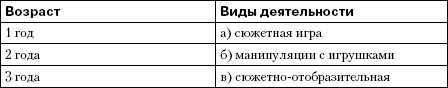 Возраст Виды деятельности
1 год а) сюжетная игра
2 года б) манипуляции с игрушками
3 года в) сюжетно-отобразительная